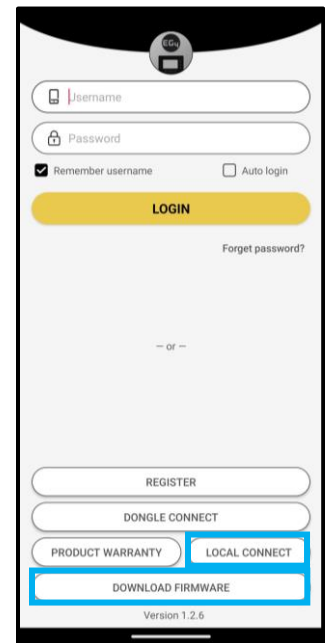 EG4
Username
Password
Remember username Auto login
LOGIN
Forget password?
– or –
REGISTER
DONGLE CONNECT
PRODUCT WARRANTY LOCAL CONNECT
DOWNLOAD FIRMWARE
Version 1.2.6